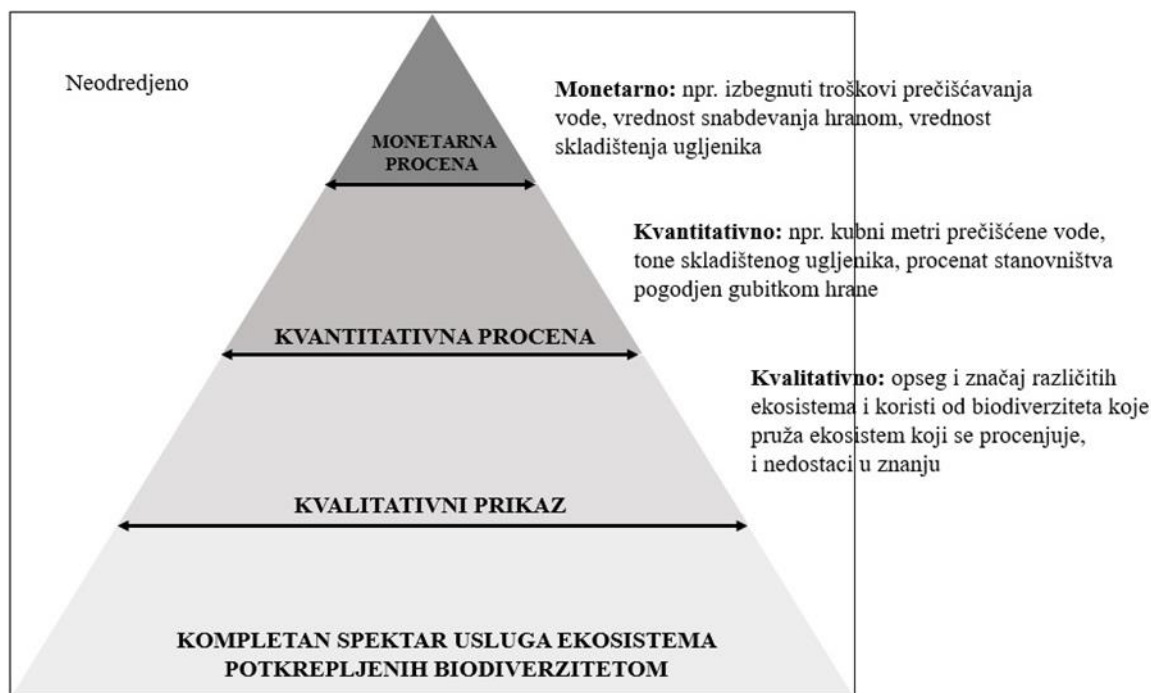 Neodredjeno
Monetarno: npr. izbegnuti troškovi prečišćavanja
vode, vrednost snabdevanja hranom, vrednost
skladištenja ugljenika
MONETARNA
PROCENA
Kvantitativno: npr. kubni metri prečišćene vode,
tone skladištenog ugljenika, procenat stanovništva
pogodjen gubitkom hrane
KVANTITATIVNA PROCENA
Kvalitativno: opseg i značaj različitih
ekosistema i koristi od biodiverziteta koje
pruža ekosistem koji se procenjuje,
i nedostaci u znanju
KVALITATIVNI PRIKAZ
KOMPLETAN SPEKTAR USLUGA EKOSISTEMA
POTKREPLJENIH BIODIVERZITETOM